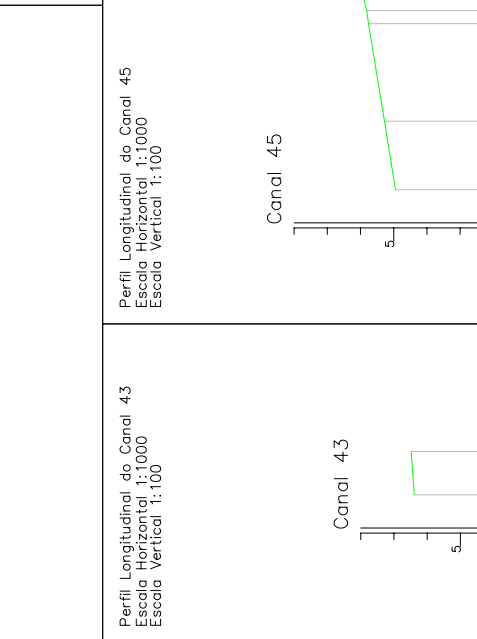 Perfil Longitudinal do Canal 45
Escala Horizontal 1:1000
Escala Vertical 1:100
Canal 45
5
Perfil Longitudinal do Canal 43
Escala Horizontal 1:1000
Escala Vertical 1:100
Canal 43
5